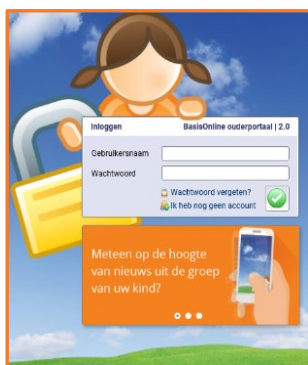 Inloggen BasisOnline ouderportaal | 2.0
Gebruikersnaam
Wachtwoord
Wachtwoord vergeten?
Ik heb nog geen account
Meteen op de hoogte
van nieuws uit de groep
van uw kind?